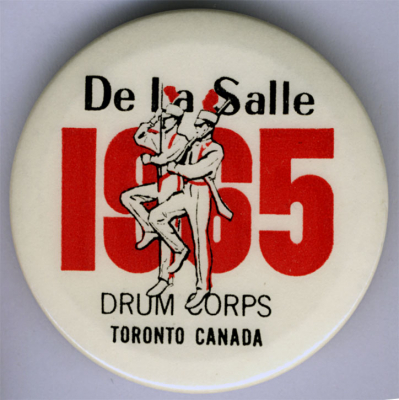 De La Salle
1965
DRUM CORPS
TORONTO CANADA